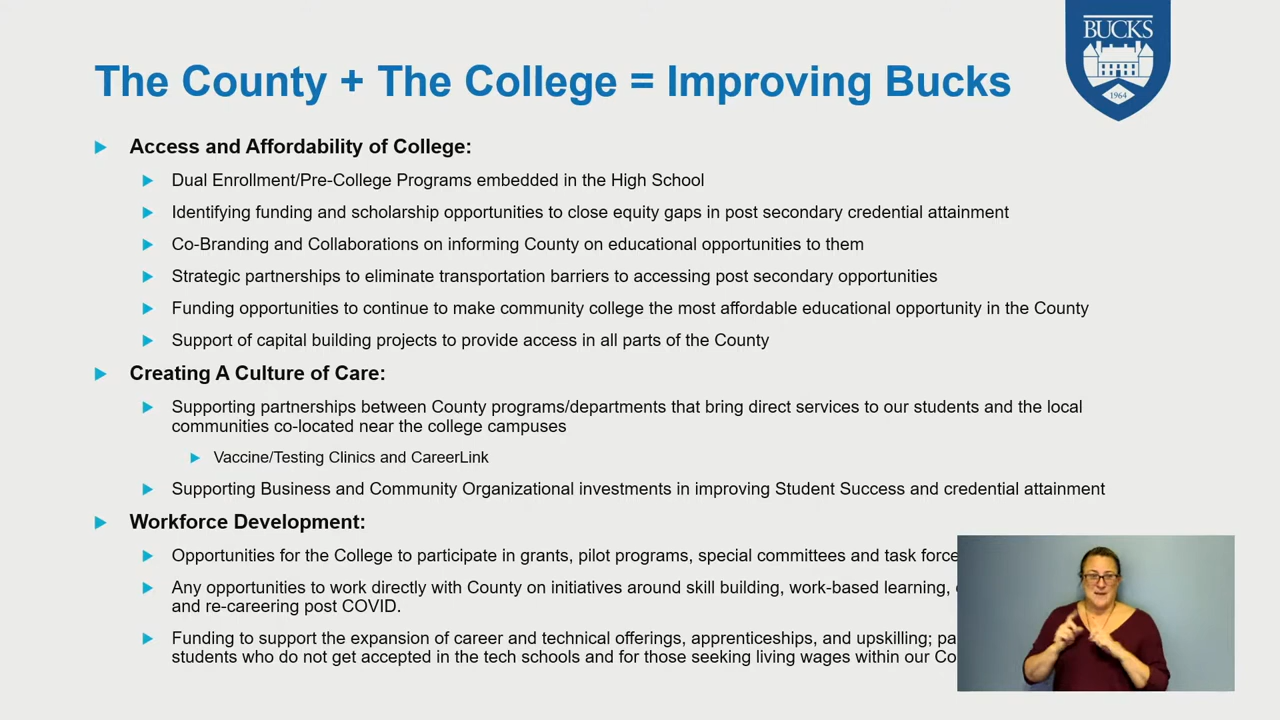 BUCKS
1964
The County + The College = Improving Bucks
Access and Affordability of College:
Dual Enrollment/Pre-College Programs embedded in the High School
Identifying funding and scholarship opportunities to close equity gaps in post secondary credential attainment
Co-Branding and Collaborations on informing County on educational opportunities to them
Strategic partnerships to eliminate transportation barriers to accessing post secondary opportunities
Funding opportunities to continue to make community college the most affordable educational opportunity in the County
Support of capital building projects to provide access in all parts of the County
Creating A Culture of Care:
Supporting partnerships between County programs/departments that bring direct services to our students and the local
communities co-located near the college campuses
Vaccine/Testing Clinics and CareerLink
Supporting Business and Community Organizational investments in improving Student Success and credential attainment
Workforce Development:
Opportunities for the College to participate in grants, pilot programs, special committees and task force
Any opportunities to work directly with County on initiatives around skill building, work-based learning,
and re-careering post COVID.
Funding to support the expansion of career and technical offerings, apprenticeships, and upskilling;
students who do not get accepted in the tech schools and for those seeking living wages within our